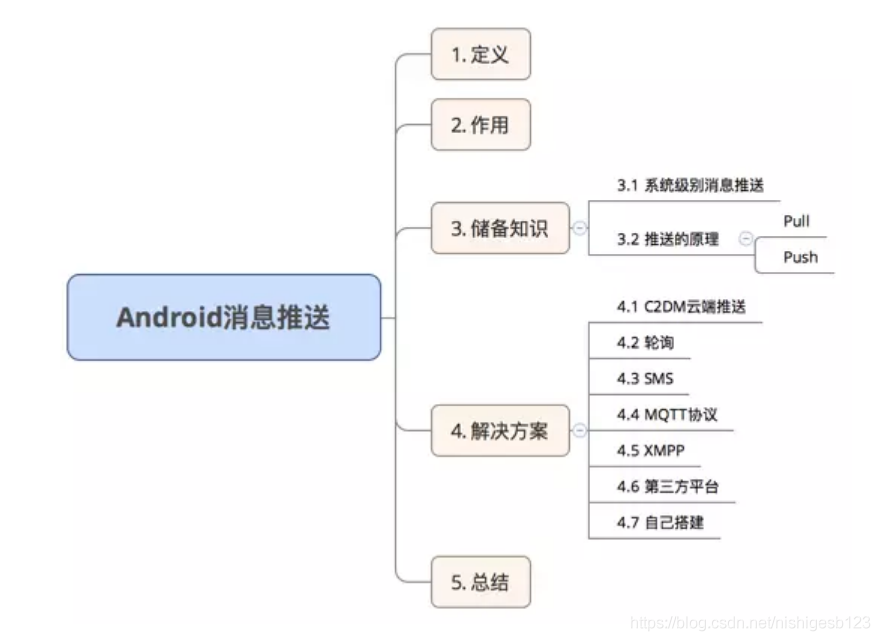 Android消息推送
1. 定义
2. 作用
3. 储备知识
3.1 系统级别消息推送
3.2 推送的原理
Pull
Push
4. 解决方案
4.1 C2DM云端推送
4.2 轮询
4.3 SMS
4.4 MQTT协议
4.5 XMPP
4.6 第三方平台
4.7 自己搭建
5. 总结
https://blog.csdn.net/nishigesb123